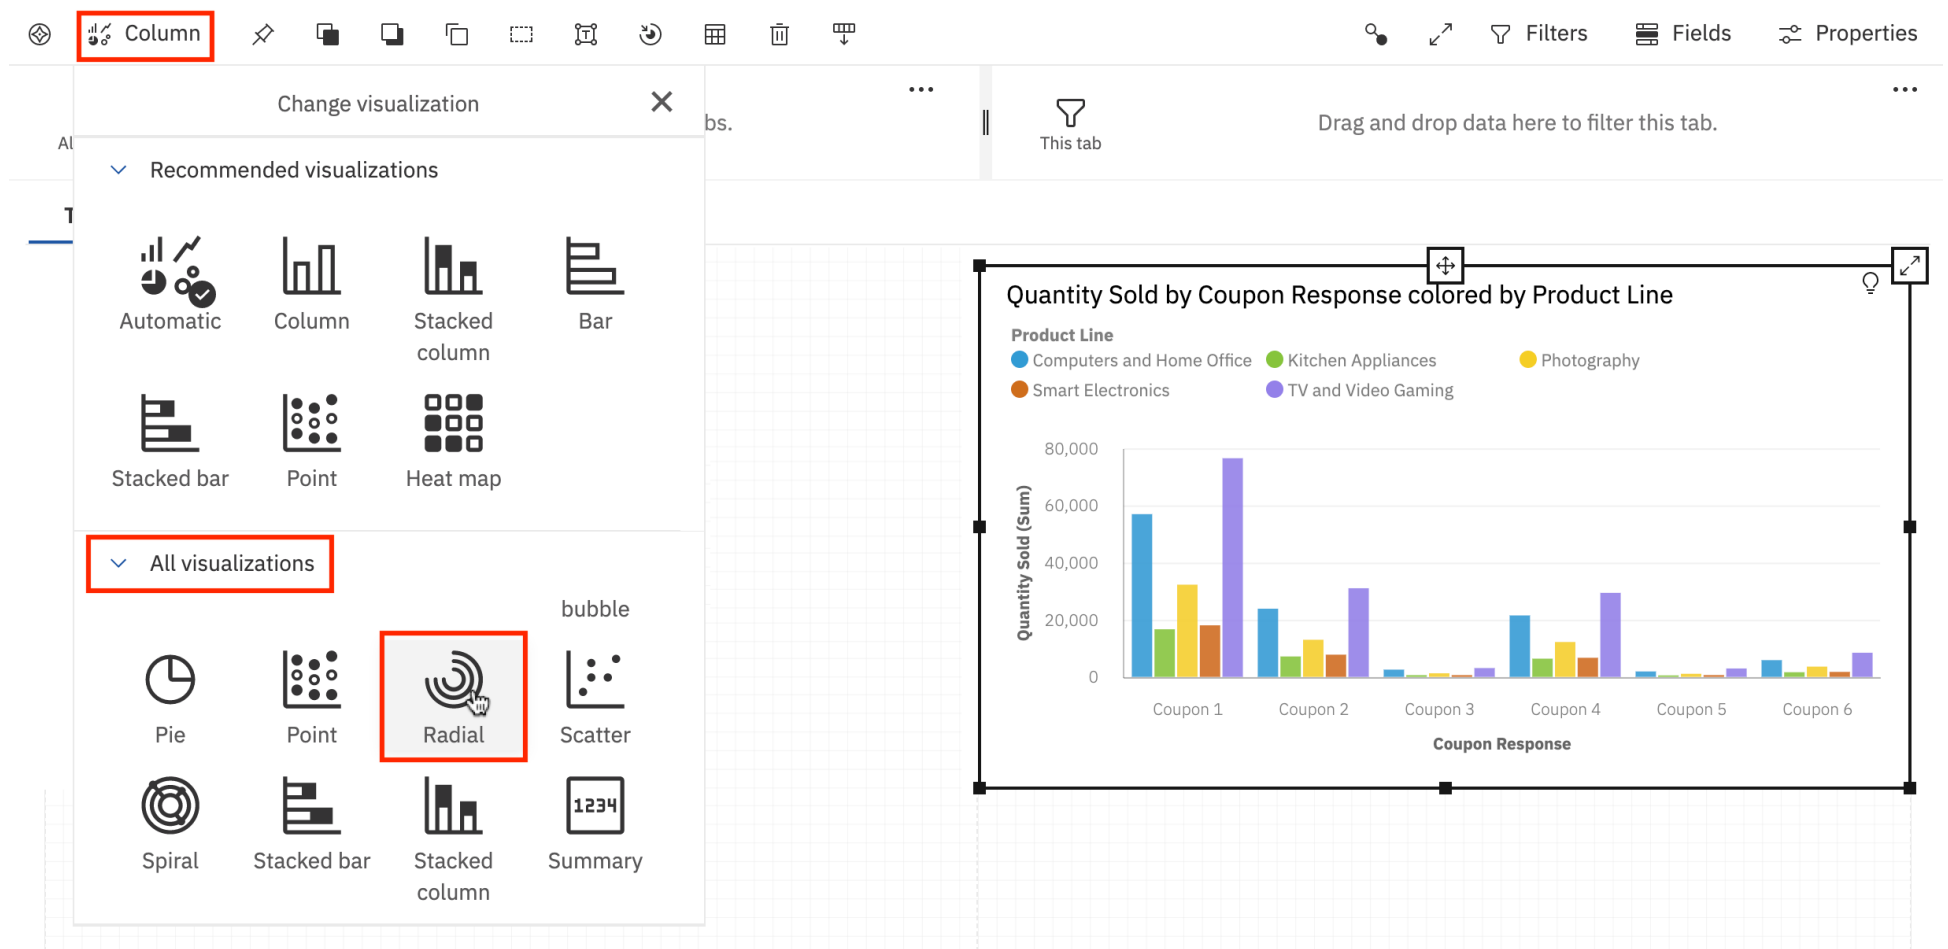 Column
Filters
Fields
Properties
Change visualization
bs.
This tab
Drag and drop data here to filter this tab.
Al
Recommended visualizations
T
Automatic
Column
Stacked
column
Bar
Stacked bar
Point
Heat map
All visualizations
bubble
Pie
Point
Radial
Scatter
1234
Spiral
Stacked bar
Stacked
column
Summary
Quantity Sold by Coupon Response colored by Product Line
Product Line
Computers and Home Office
Kitchen Appliances
Photography
Smart Electronics
TV and Video Gaming
Quantity Sold (Sum)
80,000
60,000
40,000
20,000
0
Coupon 1
Coupon 2
Coupon 3
Coupon 4
Coupon 5
Coupon 6
Coupon Response